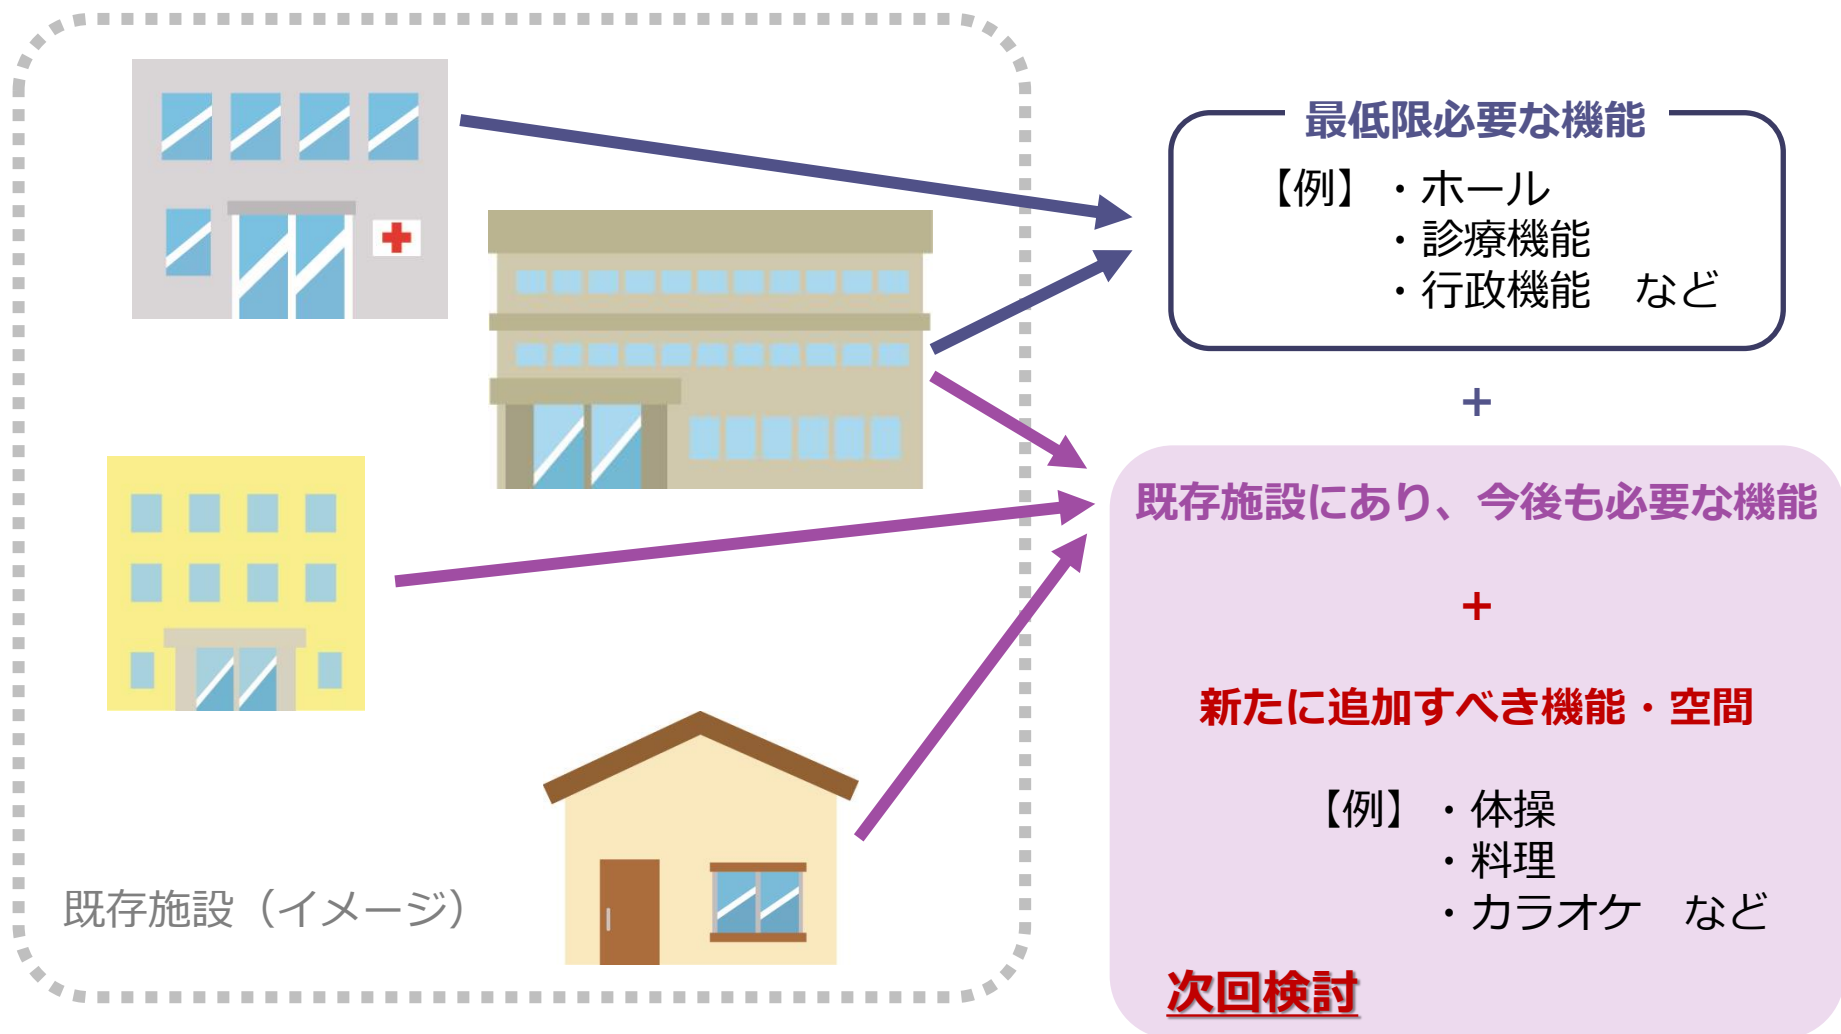 最低限必要な機能
【例】・ホール
・診療機能
・行政機能　など
+
既存施設にあり、今後も必要な機能
+
新たに追加すべき機能・空間
【例】・体操
・料理
・カラオケ　など
次回検討
既存施設（イメージ）